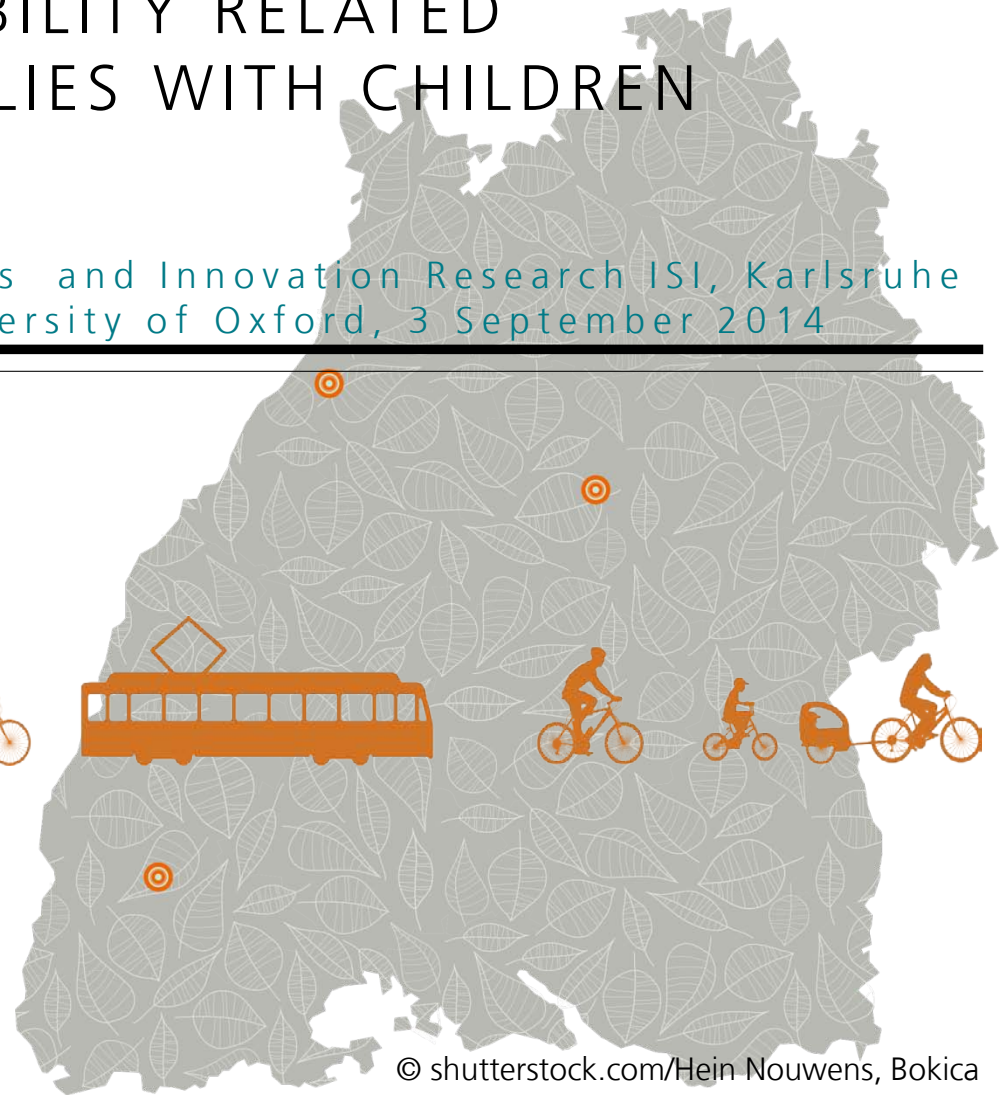 BILITY RELATED
LIES WITH CHILDREN
s and Innovation Research ISI, Karlsruhe
ersity of Oxford, 3 September 2014
© shutterstock.com/Hein Nouwens, Bokica